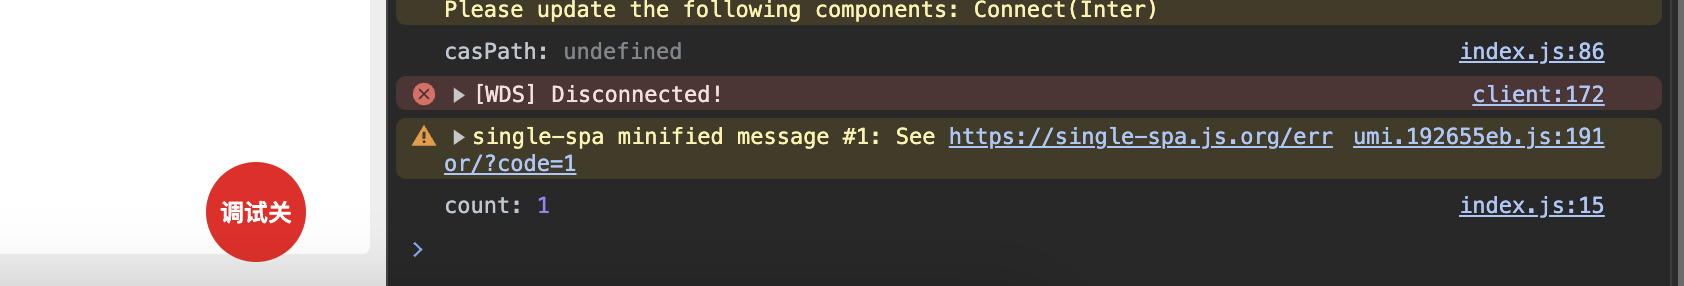 Please update the following components: Connect(Inter)
casPath: undefined index.js:86
[WDS] Disconnected! client:172
single-spa minified message #1: See https://single-spa.js.org/err umi.192655eb.js:191
or/?code=1
调试关
count: 1 index.js:15